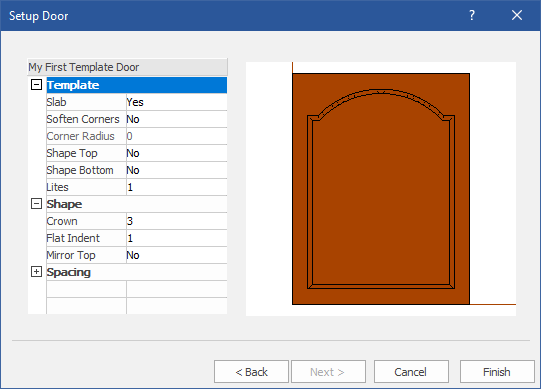 Setup Door
?
My First Template Door
Template
Slab Yes
Soften Corners No
Corner Radius 0
Shape Top No
Shape Bottom No
Lites 1
Shape
Crown 3
Flat Indent 1
Mirror Top No
Spacing
< Back Next > Cancel Finish